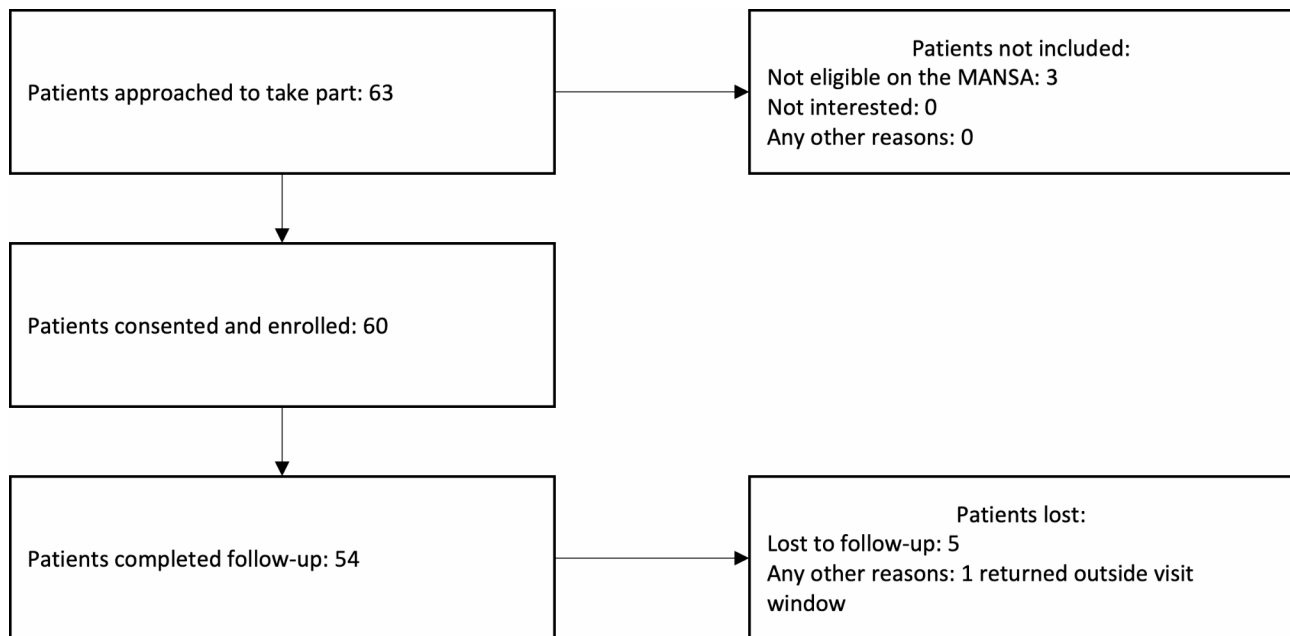 Patients approached to take part: 63
Patients not included:
Not eligible on the MANSA: 3
Not interested: 0
Any other reasons: 0
Patients consented and enrolled: 60
Patients completed follow-up: 54
Patients lost:
Lost to follow-up: 5
Any other reasons: 1 returned outside visit
window